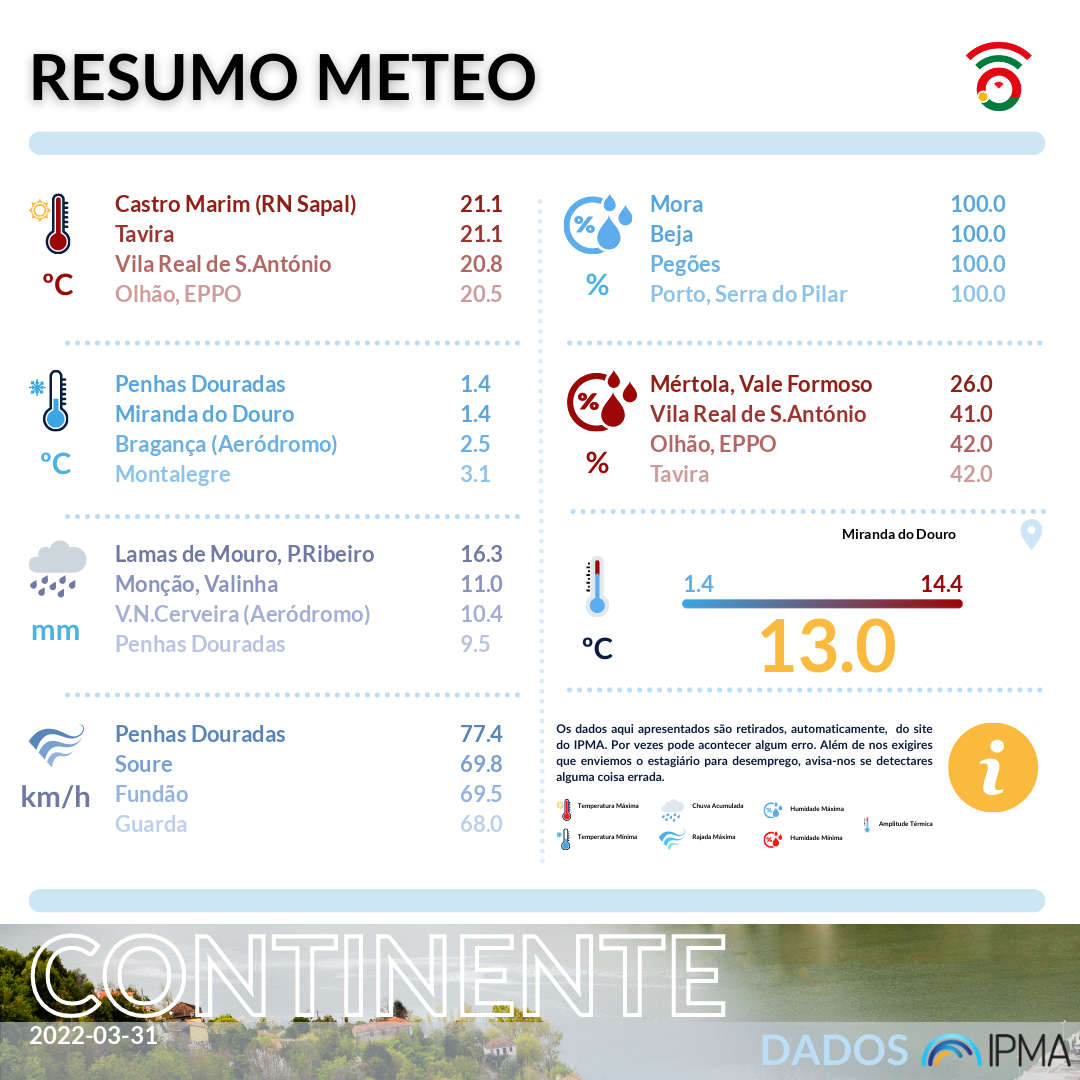 RESUMO METEO
Castro Marim (RN Sapal) 21.1
Tavira 21.1
Vila Real de S.António 20.8
Olhão, EPPO 20.5
ºC
Penhas Douradas 1.4
Miranda do Douro 1.4
Bragança (Aeródromo) 2.5
Montalegre 3.1
ºC
Lamas de Mouro, P.Ribeiro 16.3
Monção, Valinha 11.0
V.N.Cerveira (Aeródromo) 10.4
Penhas Douradas 9.5
mm
Penhas Douradas 77.4
Soure 69.8
Fundão 69.5
Guarda 68.0
km/h
%
Mora 100.0
Beja 100.0
Pegões 100.0
Porto, Serra do Pilar 100.0
%
%
Mértola, Vale Formoso 26.0
Vila Real de S.António 41.0
Olhão, EPPO 42.0
Tavira 42.0
%
Miranda do Douro
1.4 14.4
13.0
ºC
Os dados aqui apresentados são retirados, automaticamente, do site
do IPMA. Por vezes pode acontecer algum erro. Além de nos exigires
que enviemos o estagiário para desemprego, avisa-nos se detectares
alguma coisa errada.
i
Temperatura Máxima Chuva Acumulada Humidade Máxima
Amplitude Térmica
Temperatura Mínima Rajada Máxima Humidade Mínima
CONTINENTE
2022-03-31
DADOS IPMA